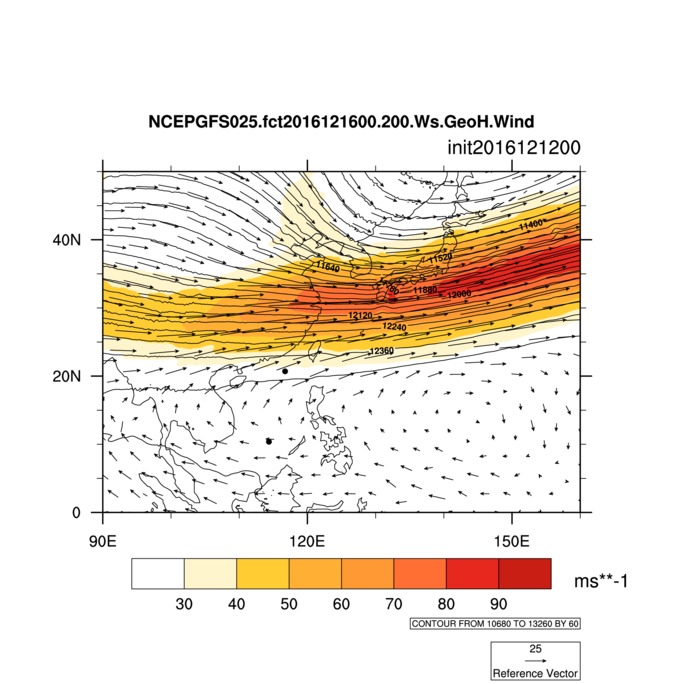 NCEPGFS025.fct2016121600.200.Ws.GeoH.Wind
init2016121200
40N
20N
0
11400
11520
11640
11880
12000
12120
12240
12360
90E 120E 150E
30 40 50 60 70 80 90
ms**-1
CONTOUR FROM 10680 TO 13260 BY 60
25
Reference Vector